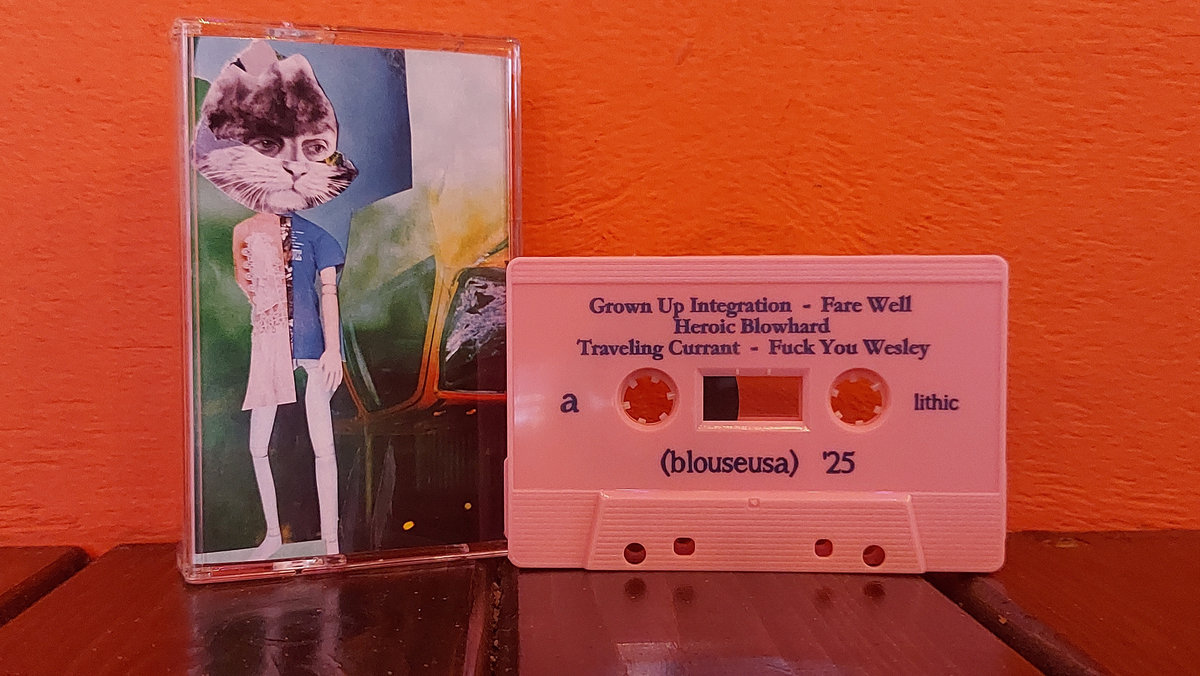 Grown Up Integration - Fare Well
Heroic Blowhard
Traveling Currant - Fuck You Wesley
a
lithic
(blouseusa) '25